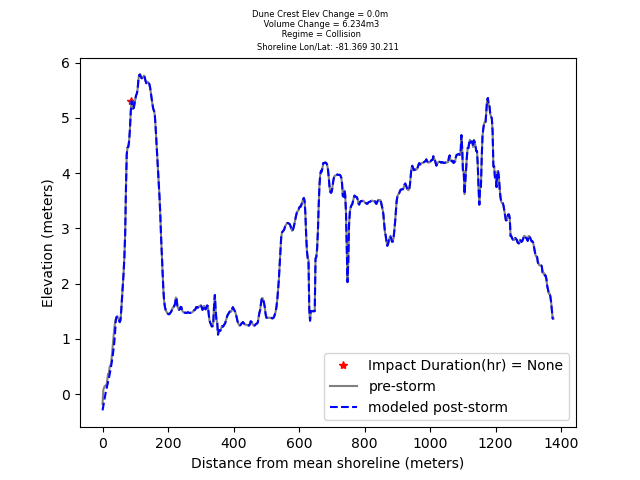 Dune Crest Elev Change = 0.0m
Volume Change = 6.234m3
Regime = Collision
Shoreline Lon/Lat: -81.369 30.211
6
5
4
3
2
1
0
Elevation (meters)
Impact Duration(hr) = None
pre-storm
modeled post-storm
0 200 400 600 800 1000 1200 1400
Distance from mean shoreline (meters)